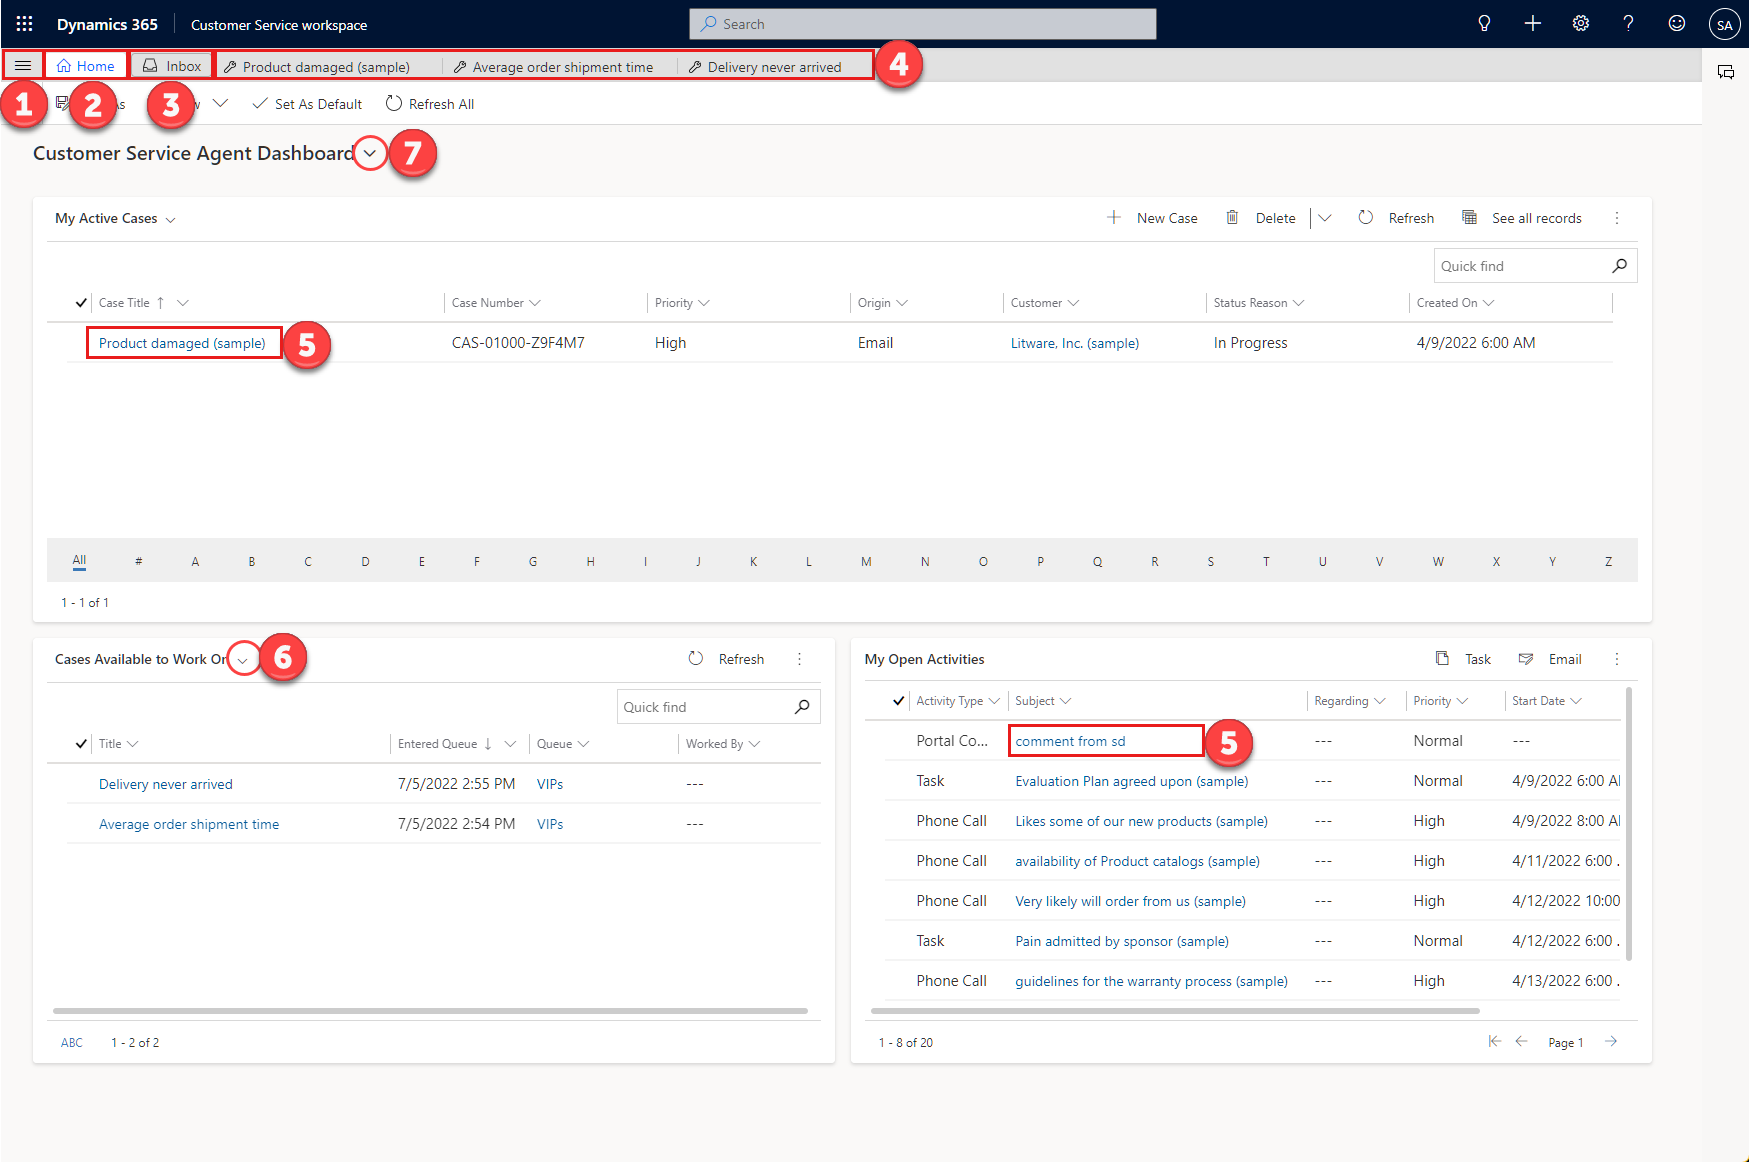 Dynamics 365 Customer Service workspace Search SA
Home Inbox Product damaged (sample) Average order shipment time Delivery never arrived 4
1 2 s 3 Set As Default Refresh All
Customer Service Agent Dashboard 7
My Active Cases New Case Delete Refresh See all records
Quick find
Case Title Case Number Priority Origin Customer Status Reason Created On
Product damaged (sample) 5 CAS-01000-Z9F4M7 High Email Litware, Inc. (sample) In Progress 4/9/2022 6:00 AM
All # A B C D E F G H I J K L M N O P Q R S T U V W X Y Z
1 - 1 of 1
Cases Available to Work On 6 Refresh
Quick find
Title Entered Queue Queue Worked By
Delivery never arrived 7/5/2022 2:55 PM VIPs ---
Average order shipment time 7/5/2022 2:54 PM VIPs ---
ABC 1 - 2 of 2
My Open Activities Task Email
Activity Type Subject Regarding Priority Start Date
Portal Co... comment from sd 5 --- Normal ---
Task Evaluation Plan agreed upon (sample) --- Normal 4/9/2022 6:00 AM
Phone Call Likes some of our new products (sample) --- High 4/9/2022 8:00 AM
Phone Call availability of Product catalogs (sample) --- High 4/11/2022 6:00 .
Phone Call Very likely will order from us (sample) --- High 4/12/2022 10:00
Task Pain admitted by sponsor (sample) --- Normal 4/12/2022 6:00 .
Phone Call guidelines for the warranty process (sample) --- High 4/13/2022 6:00 .
1 - 8 of 20 Page 1